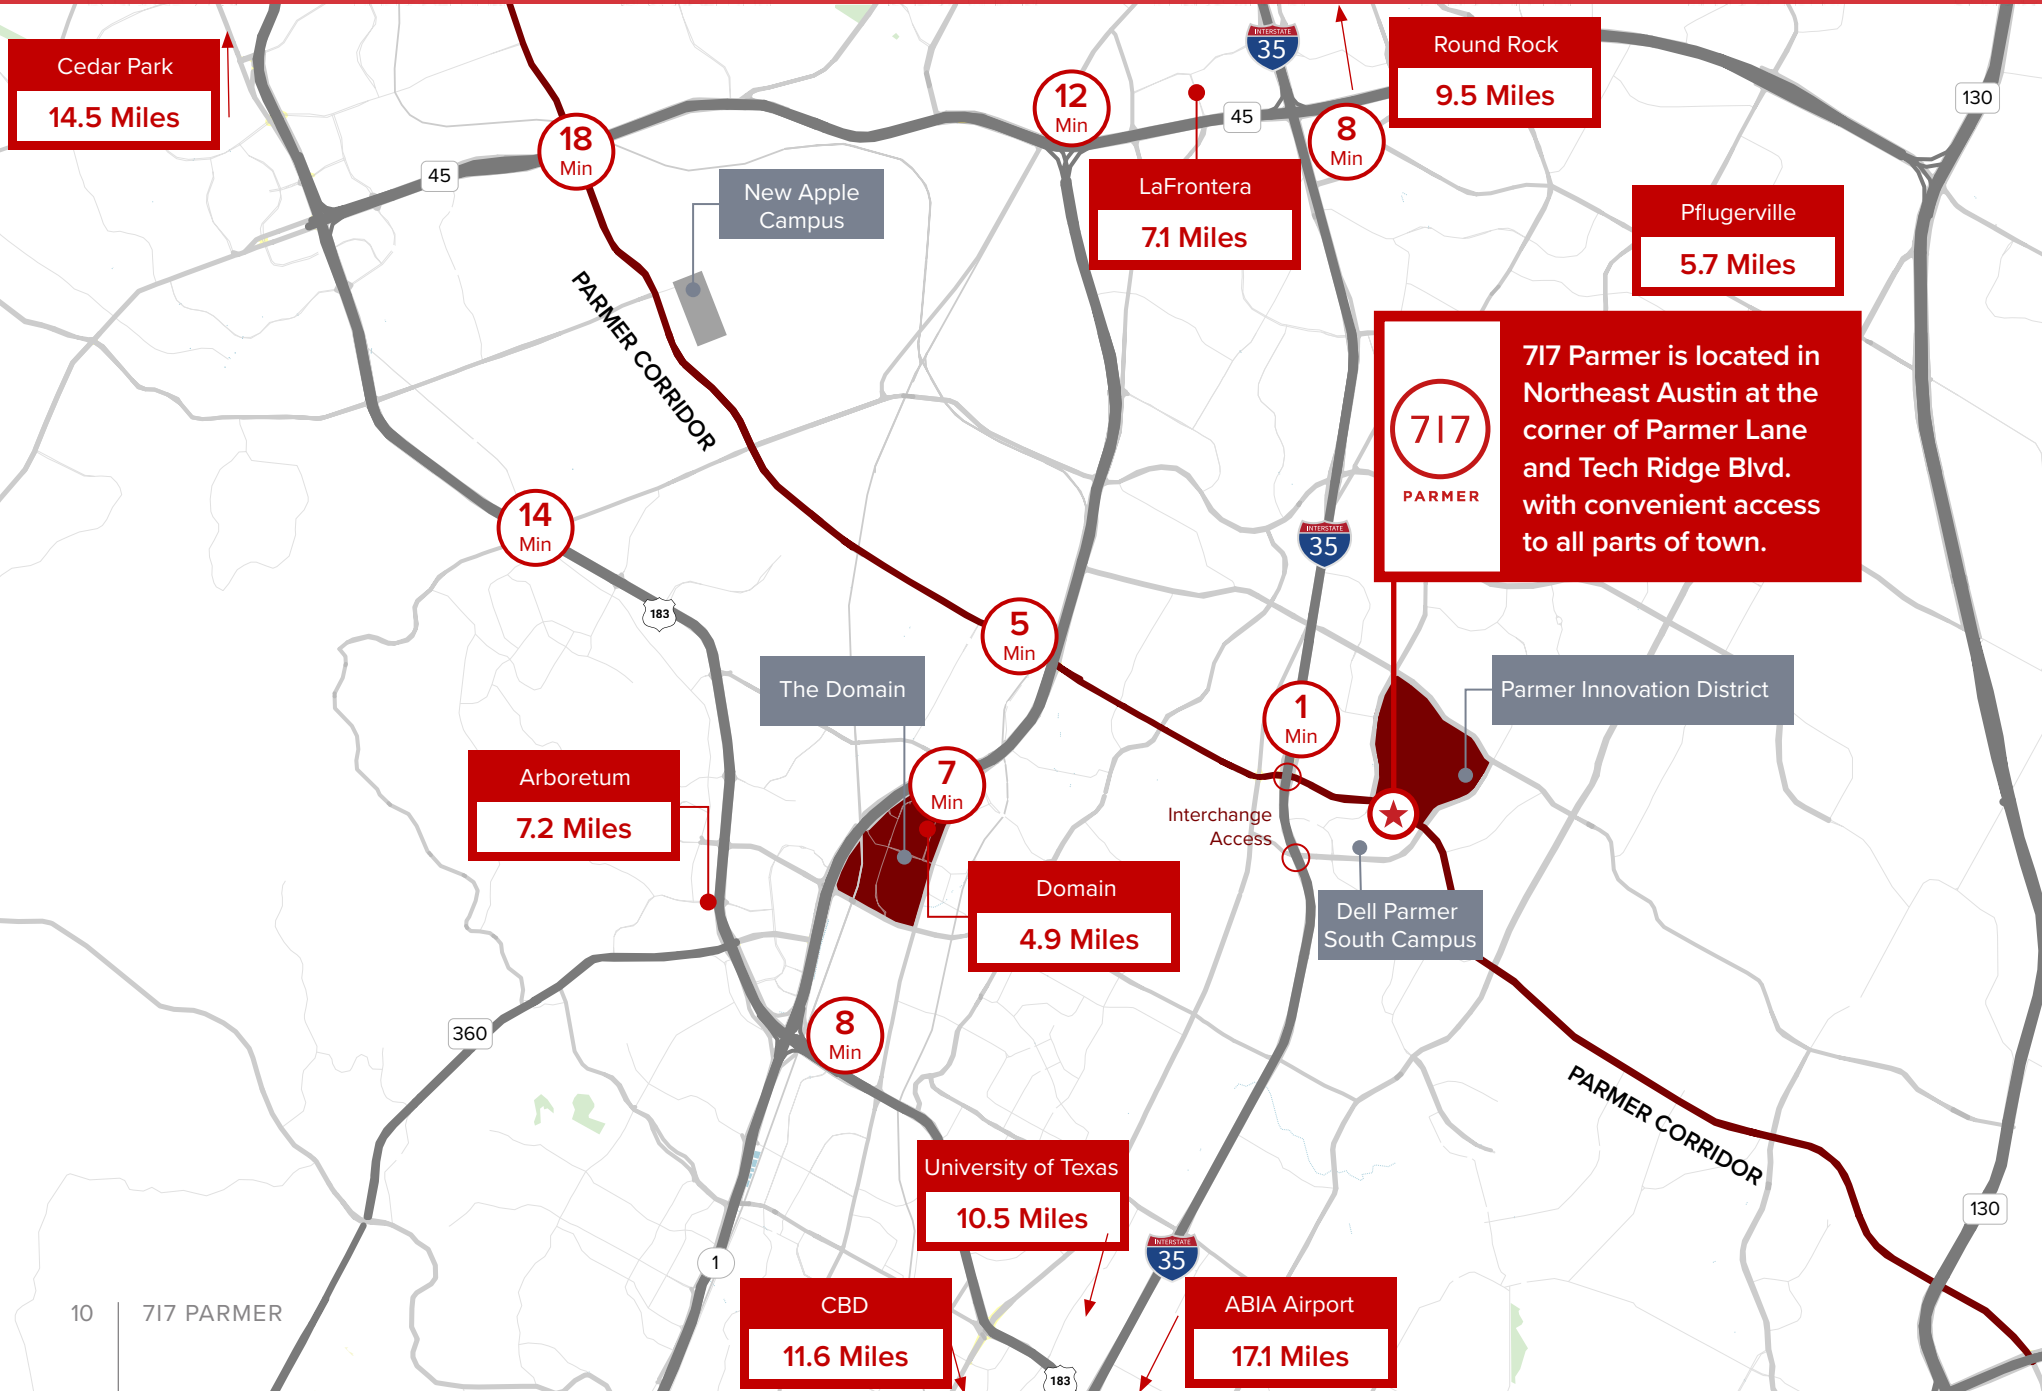 Cedar Park
14.5 Miles
INTERSTATE
35
Round Rock
9.5 Miles
130
12
Min
45
8
Min
18
Min
45
New Apple
Campus
LaFrontera
7.1 Miles
Pflugerville
5.7 Miles
PARMER CORRIDOR
717
PARMER
717 Parmer is located in
Northeast Austin at the
corner of Parmer Lane
and Tech Ridge Blvd.
with convenient access
to all parts of town.
14
Min
INTERSTATE
35
183
5
Min
The Domain
1
Min
Parmer Innovation District
Arboretum
7.2 Miles
7
Min
Interchange
Access
Domain
4.9 Miles
Dell Parmer
South Campus
360
8
Min
PARMER CORRIDOR
University of Texas
10.5 Miles
130
1
INTERSTATE
35
CBD
11.6 Miles
ABIA Airport
17.1 Miles
183
10
717 PARMER